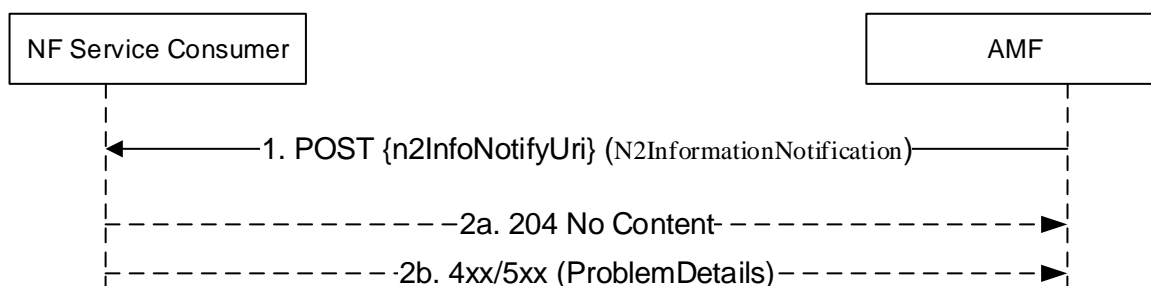 NF Service Consumer
AMF
1. POST {n2InfoNotifyUri} (N2InformationNotification)
2a. 204 No Content
2b. 4xx/5xx (ProblemDetails)